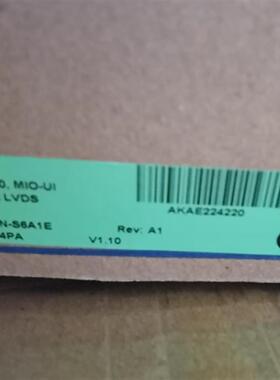 0, MIO-UI
LVDS
AKAE224220
N-S6A1E
Rev: A1
4PA
V1.10